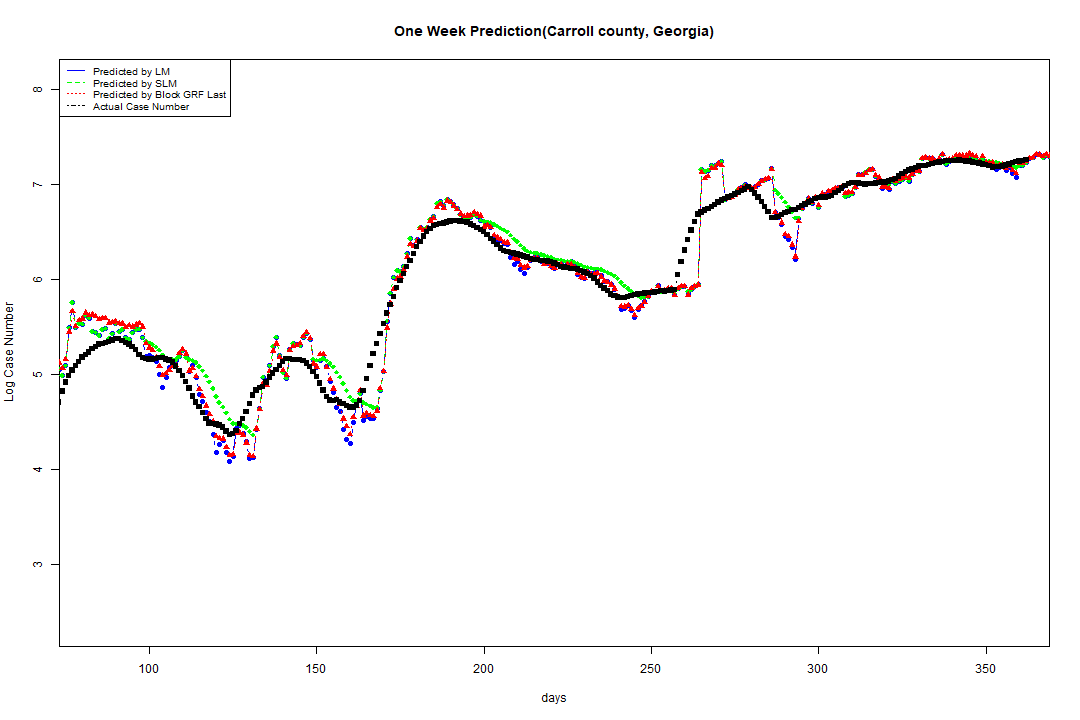 One Week Prediction(Carroll county, Georgia)
Predicted by LM
Predicted by SLM
Predicted by Block GRF Last
Actual Case Number
8
7
6
5
4
3
Log Case Number
100
150
200
250
300
350
days